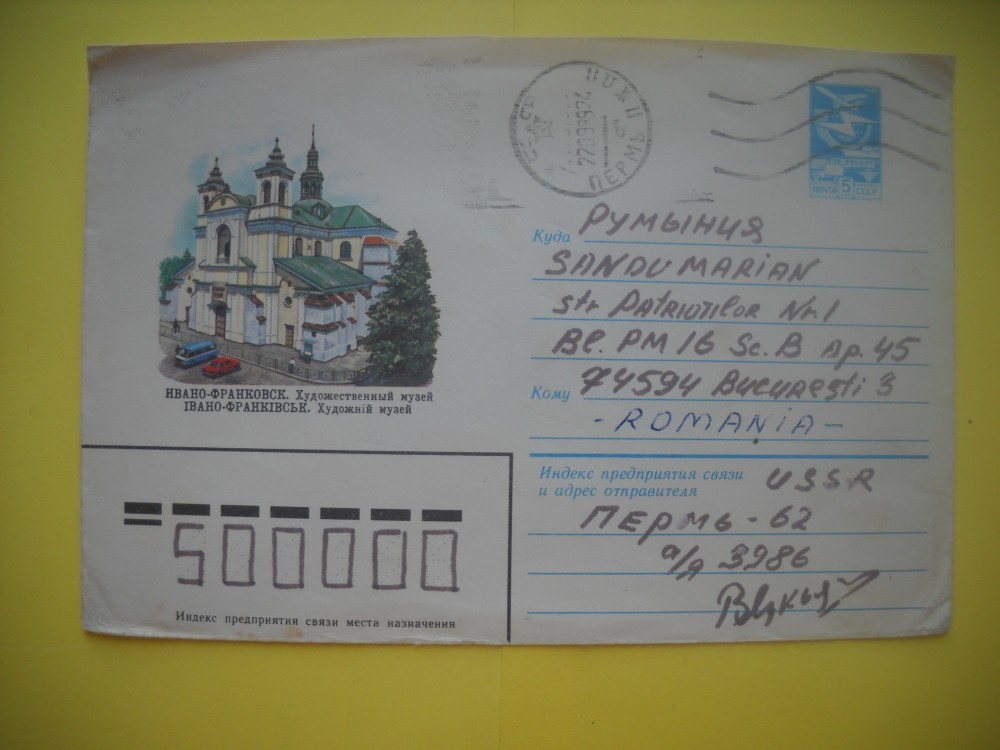 ПЕРМЬ
ПОЧТА 5 СССР
Куда РУМЫНИЯ
SANDU MARIAN
str PATRIOTILOR Nr.1
BL. PM 16 Sc. B Ap. 45
Кому 74594 BUCUREŞTI 3
- ROMANIA -
ИВАНО-ФРАНКОВСК. Художественный музей
ІВАНО-ФРАНКІВСЬК. Художній музей
Индекс предприятия связи
и адрес отправителя
USSR
ПЕРМЬ - 62
а/я 3986
500000
Индекс предприятия связи места назначения